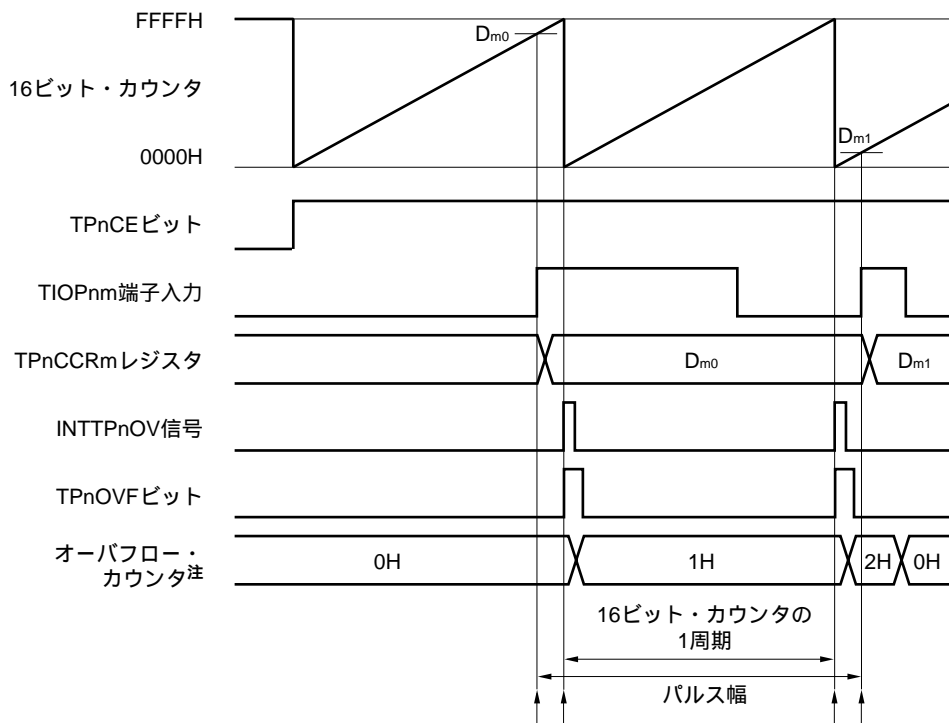 FFFFH
Dm0
16ビット・カウンタ
0000H
Dm1
TPnCEビット
TIOPnm端子入力
TPnCCRmレジスタ
Dm0
Dm1
INTTPnOV信号
TPnOVFビット
オーバフロー・
カウンタ注
0H
1H
2H
0H
16ビット・カウンタの
1周期
パルス幅